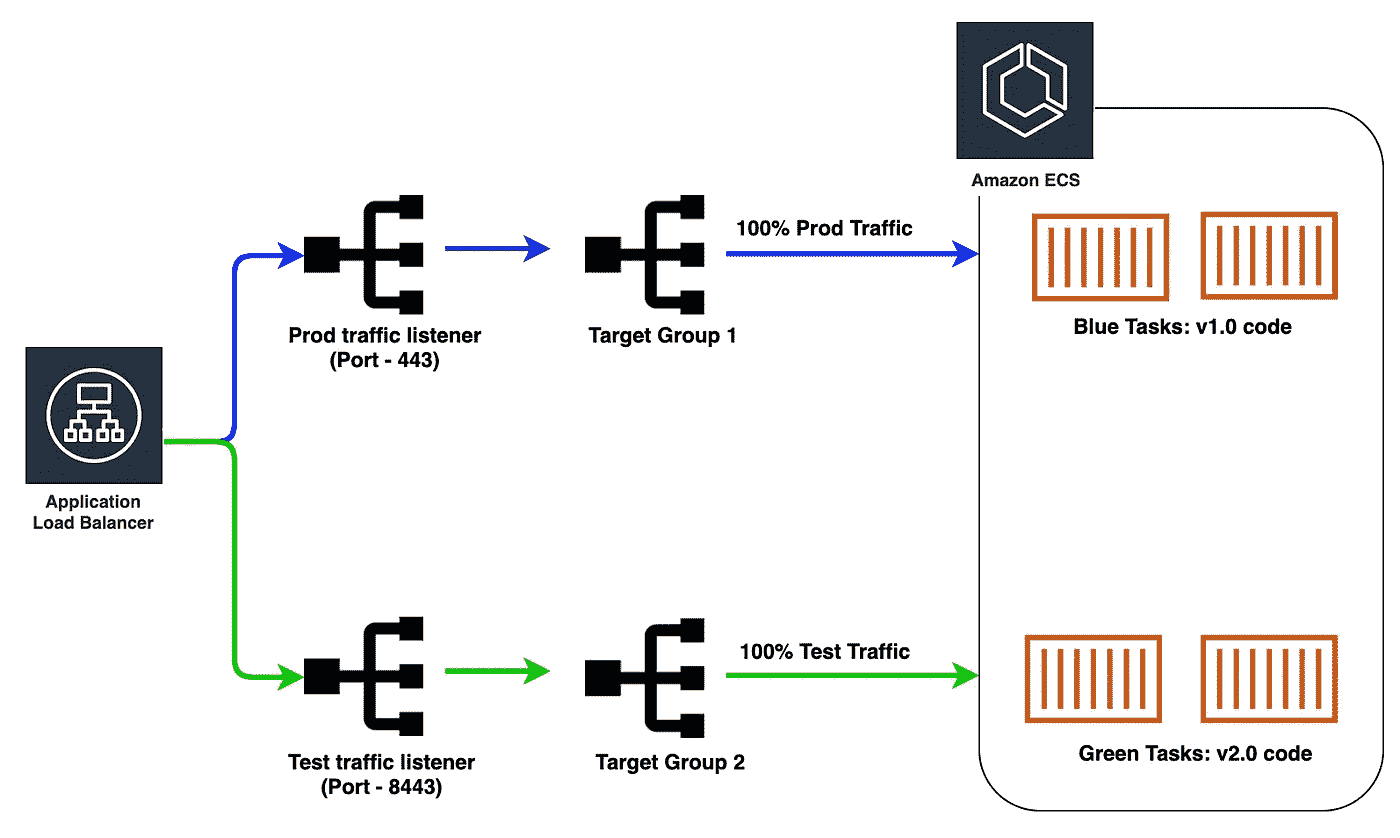 Amazon ECS
100% Prod Traffic
Prod traffic listener
(Port - 443)
Target Group 1
Blue Tasks: v1.0 code
Application
Load Balancer
100% Test Traffic
Test traffic listener
(Port - 8443)
Target Group 2
Green Tasks: v2.0 code